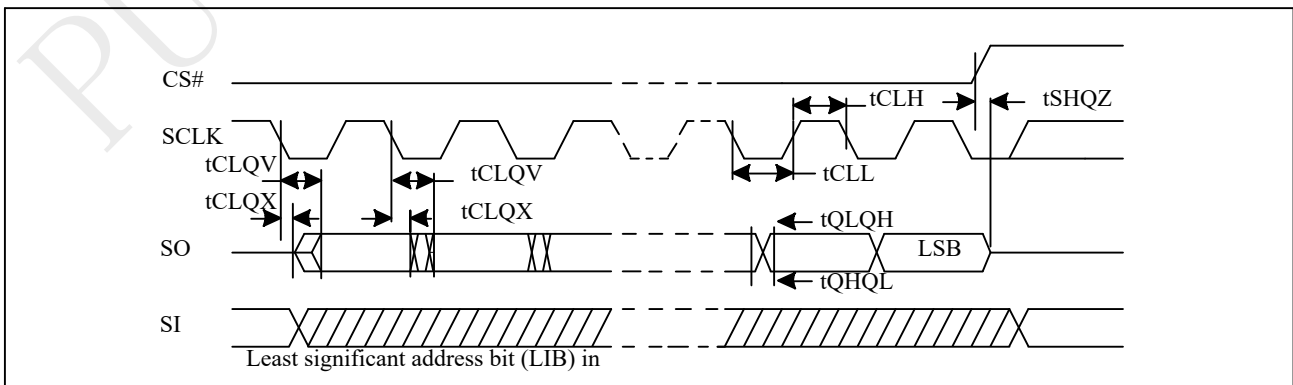 CS#
tCLH
tSHQZ
SCLK
tCLQV
tCLQV
tCLL
tCLQX
tCLQX
tQLQH
SO
LSB
tQHQL
SI
Least significant address bit (LIB) in